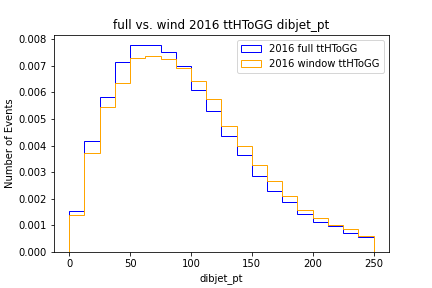 full vs. wind 2016 ttHToGG dibjet_pt
2016 full ttHToGG
2016 window ttHToGG
Number of Events
0.008
0.007
0.006
0.005
0.004
0.003
0.002
0.001
0.000
0 50 100 150 200 250
dibjet_pt